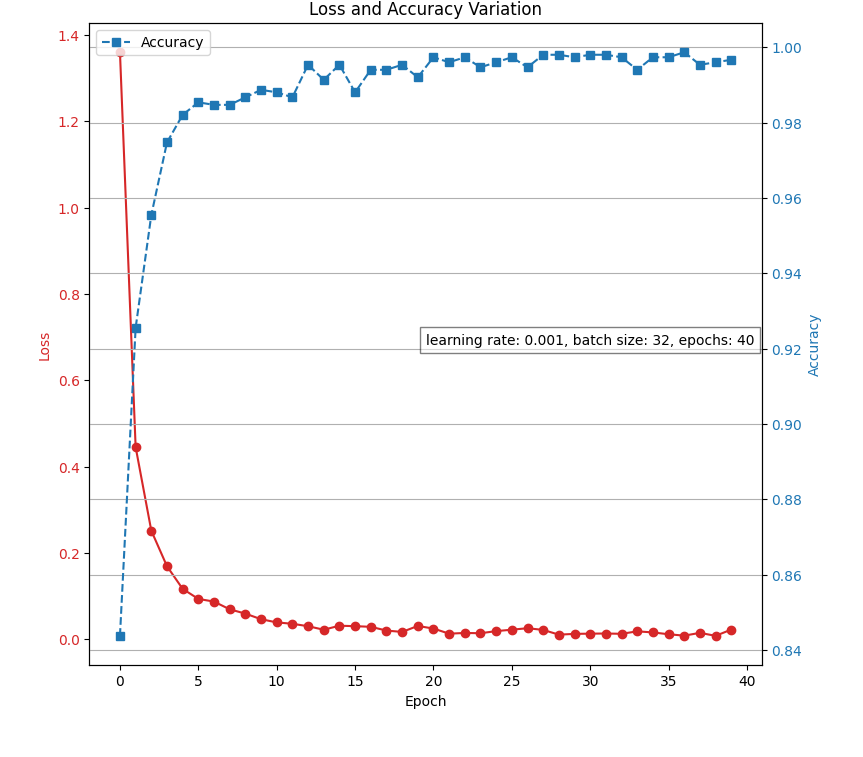 Loss and Accuracy Variation
Accuracy
1.4
1.2
1.0
0.8
0.6
0.4
0.2
0.0
Loss
1.00
0.98
0.96
0.94
0.92
0.90
0.88
0.86
0.84
Accuracy
learning rate: 0.001, batch size: 32, epochs: 40
0 5 10 15 20 25 30 35 40
Epoch